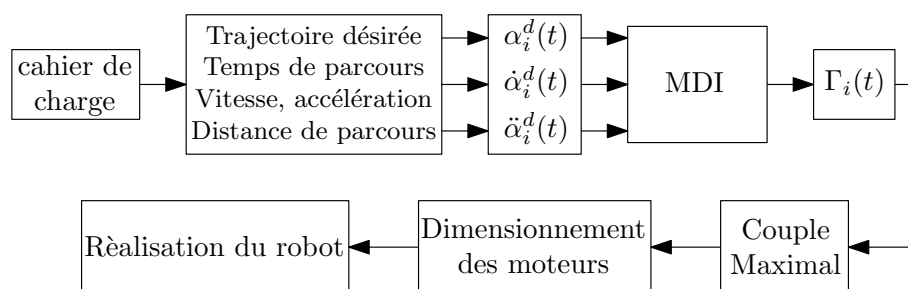 cahier de
charge
Trajectoire désirée
Temps de parcours
Vitesse, accélération
Distance de parcours
α_i^d(t)
α̇_i^d(t)
α̈_i^d(t)
MDI
Γ_i(t)
Rèalisation du robot
Dimensionnement
des moteurs
Couple
Maximal